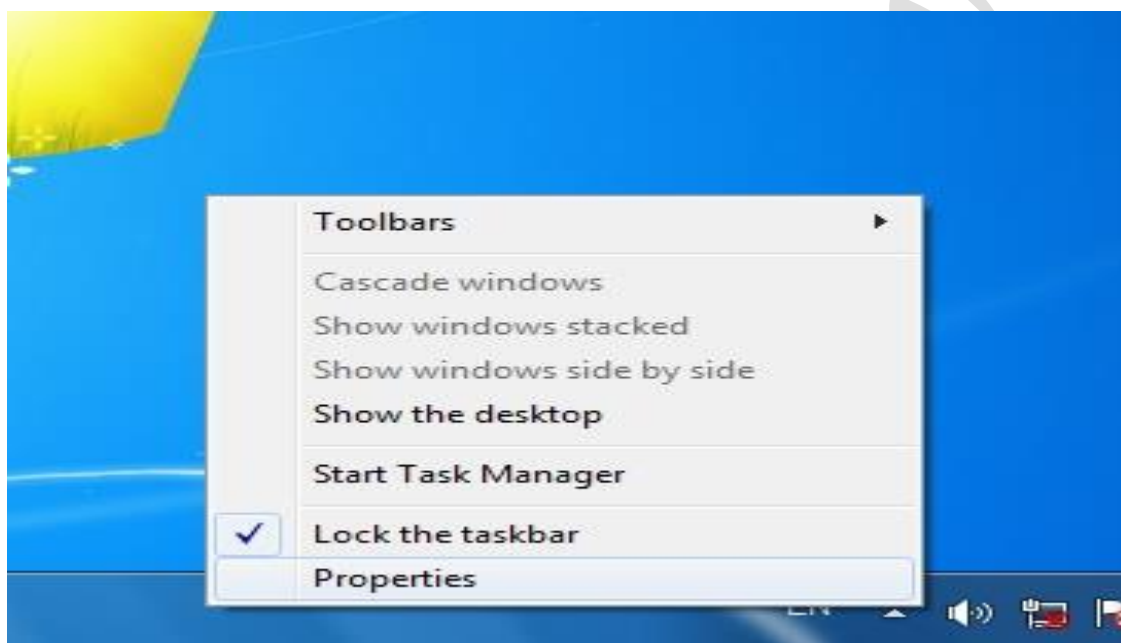 Toolbars
Cascade windows
Show windows stacked
Show windows side by side
Show the desktop
Start Task Manager
Lock the taskbar
Properties
EN